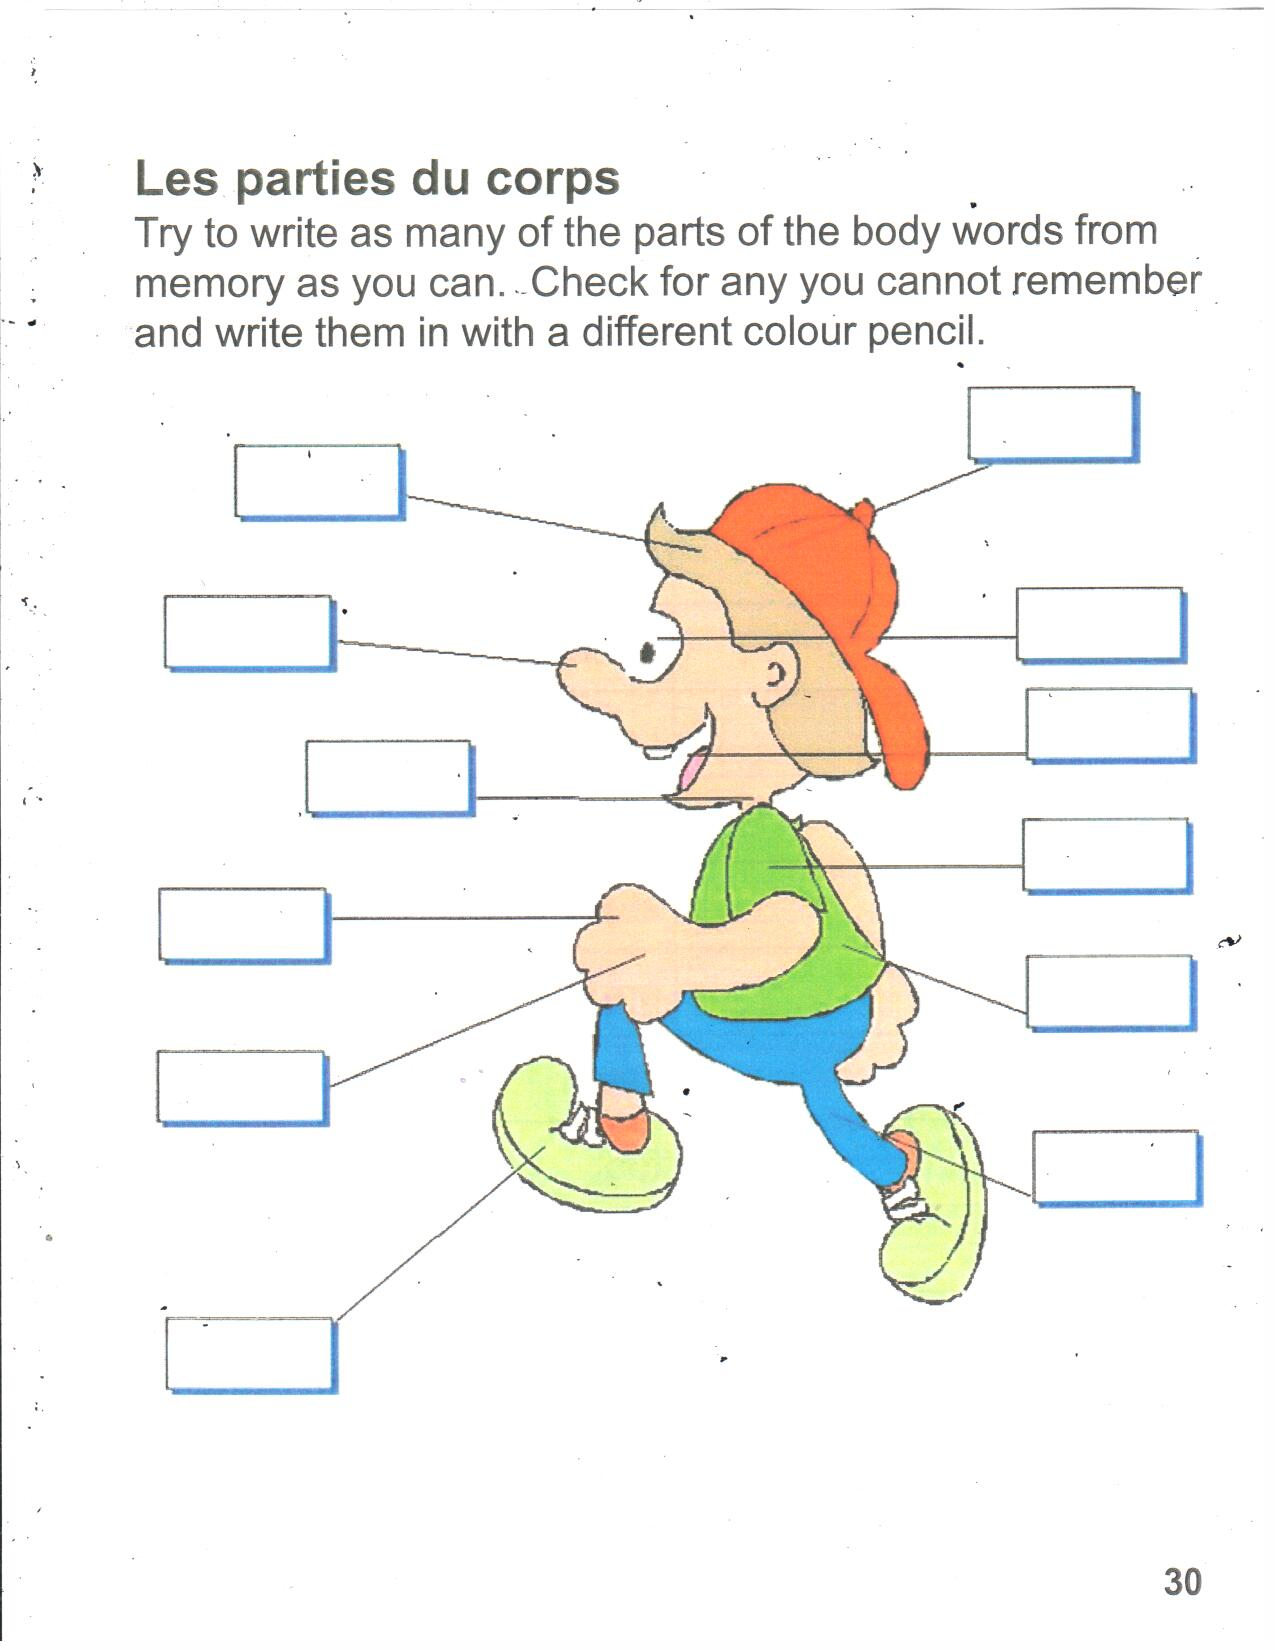 Les parties du corps
Try to write as many of the parts of the body words from
memory as you can. Check for any you cannot remember
and write them in with a different colour pencil.
30